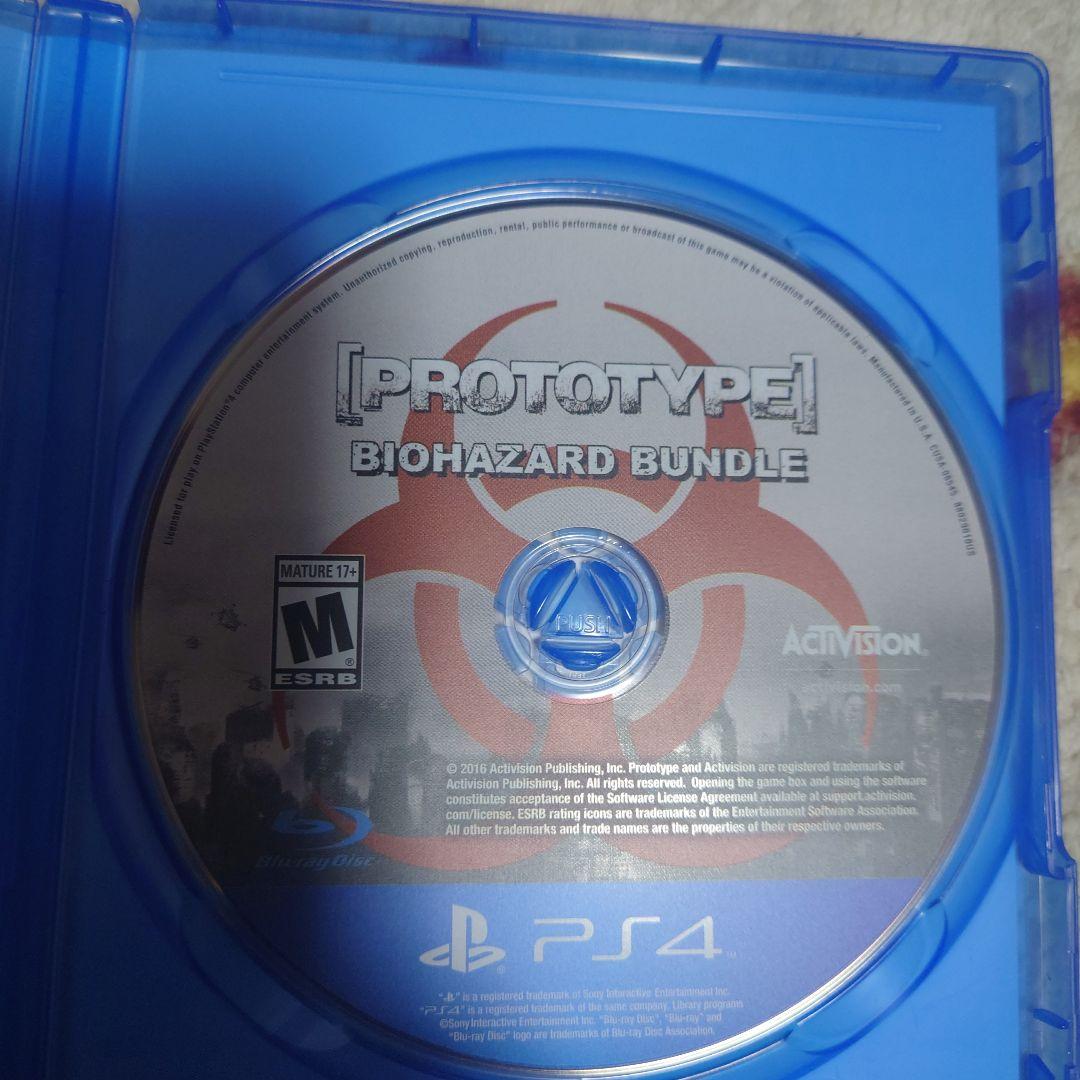 Licensed for play on PlayStation®4 computer entertainment system. Unauthorized copying, reproduction, rental, public performance or broadcast of this game may be a violation of applicable laws. Manufactured in U.S.A. CUSA-06545
[PROTOTYPE]
BIOHAZARD BUNDLE
MATURE 17+
M®
ESRB
PUSH
ACTIVISION.
activision.com
© 2016 Activision Publishing, Inc. Prototype and Activision are registered trademarks of
Activision Publishing, Inc. All rights reserved. Opening the game box and using the software
constitutes acceptance of the Software License Agreement available at support.activision.
com/license. ESRB rating icons are trademarks of the Entertainment Software Association.
All other trademarks and trade names are the properties of their respective owners.
Blu-ray Disc
PS4™
" " is a registered trademark of Sony Interactive Entertainment Inc.
"PS4" is a registered trademark of the same company. Library programs
©Sony Interactive Entertainment Inc. "Blu-ray Disc", "Blu-ray" and
"Blu-ray Disc" logo are trademarks of Blu-ray Disc Association.